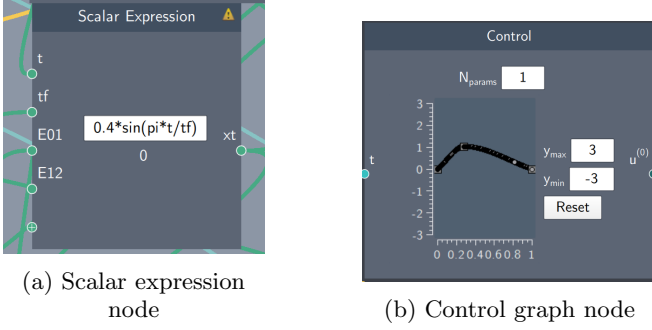 Scalar Expression
t
tf
E01
0.4*sin(pi*t/tf)
xt
0
E12
(a) Scalar expression
node
Control
N_params 1
3
2
1
0
-1
-2
-3
0 0.2 0.4 0.6 0.8 1
t
y_max 3
y_min -3
Reset
u^(0)
(b) Control graph node